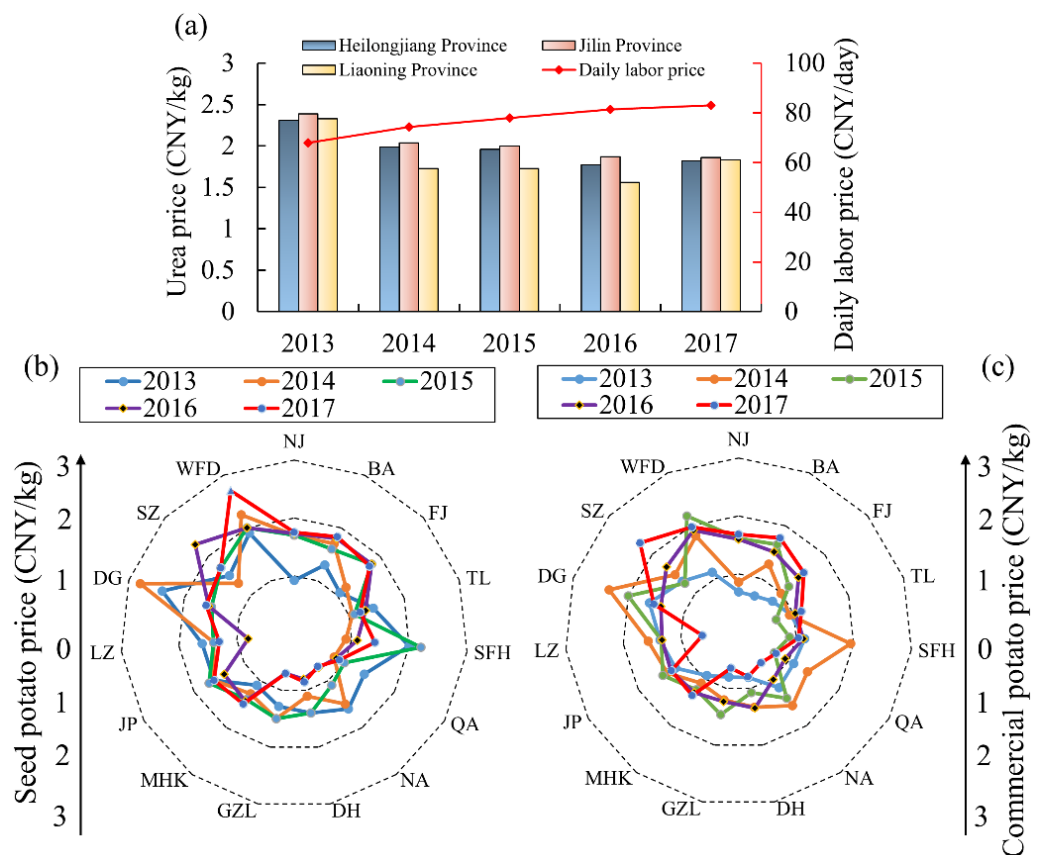 (a)
Heilongjiang Province
Jilin Province
Liaoning Province
Daily labor price
Urea price (CNY/kg)
3
2.5
2
1.5
1
0.5
0
100
80
60
40
20
0
Daily labor price (CNY/day)
2013 2014 2015 2016 2017
(b)
2013 2014 2015
2016 2017
Seed potato price (CNY/kg)
3
2
1
0
1
2
3
NJ
BA
FJ
TL
SFH
QA
NA
DH
GZL
MHK
JP
LZ
DG
SZ
WFD
(c)
2013 2014 2015
2016 2017
NJ
BA
FJ
TL
SFH
QA
NA
DH
GZL
MHK
JP
LZ
DG
SZ
WFD
3
2
1
0
1
2
3
Commercial potato price (CNY/kg)